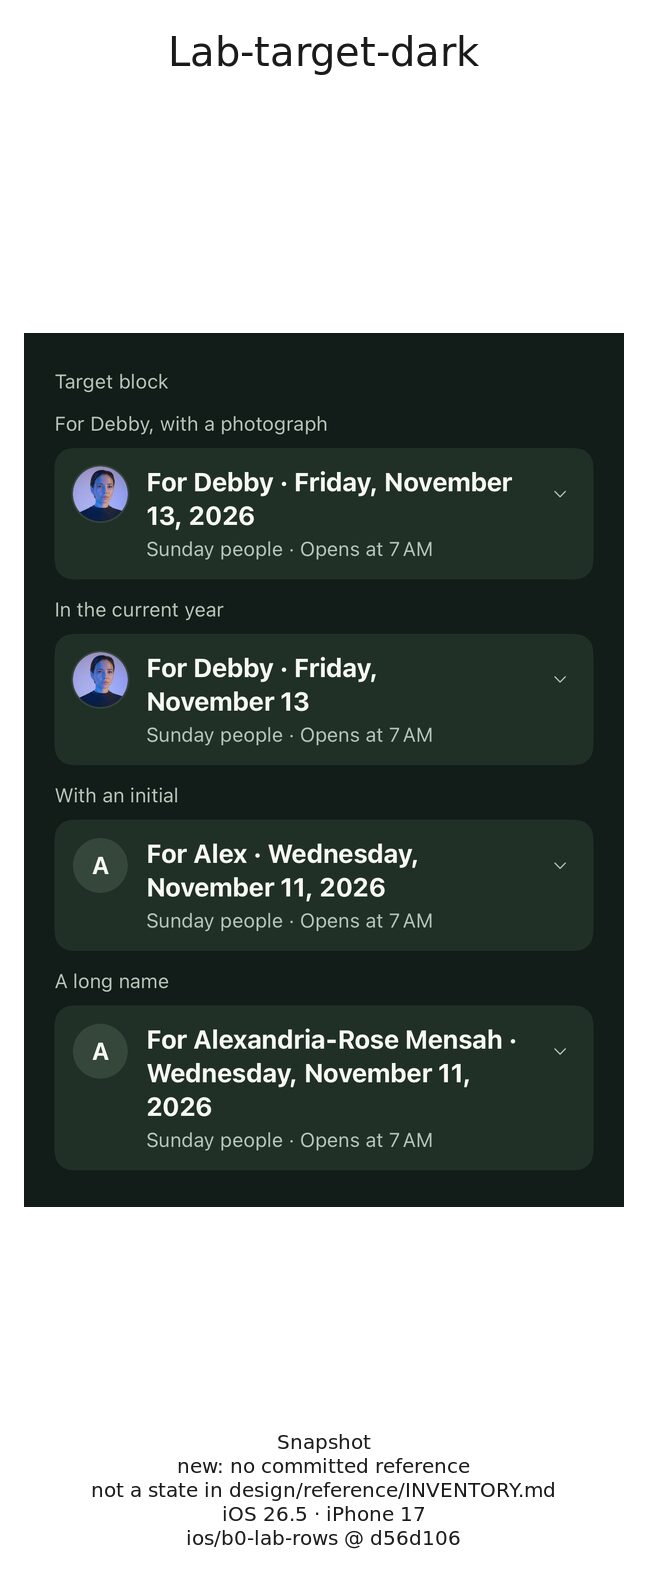 Lab-target-dark
Target block
For Debby, with a photograph
For Debby · Friday, November
13, 2026
Sunday people · Opens at 7 AM
In the current year
For Debby · Friday,
November 13
Sunday people · Opens at 7 AM
With an initial
A
For Alex · Wednesday,
November 11, 2026
Sunday people · Opens at 7 AM
A long name
A
For Alexandria-Rose Mensah ·
Wednesday, November 11,
2026
Sunday people · Opens at 7 AM
Snapshot
new: no committed reference
not a state in design/reference/INVENTORY.md
iOS 26.5 · iPhone 17
ios/b0-lab-rows @ d56d106